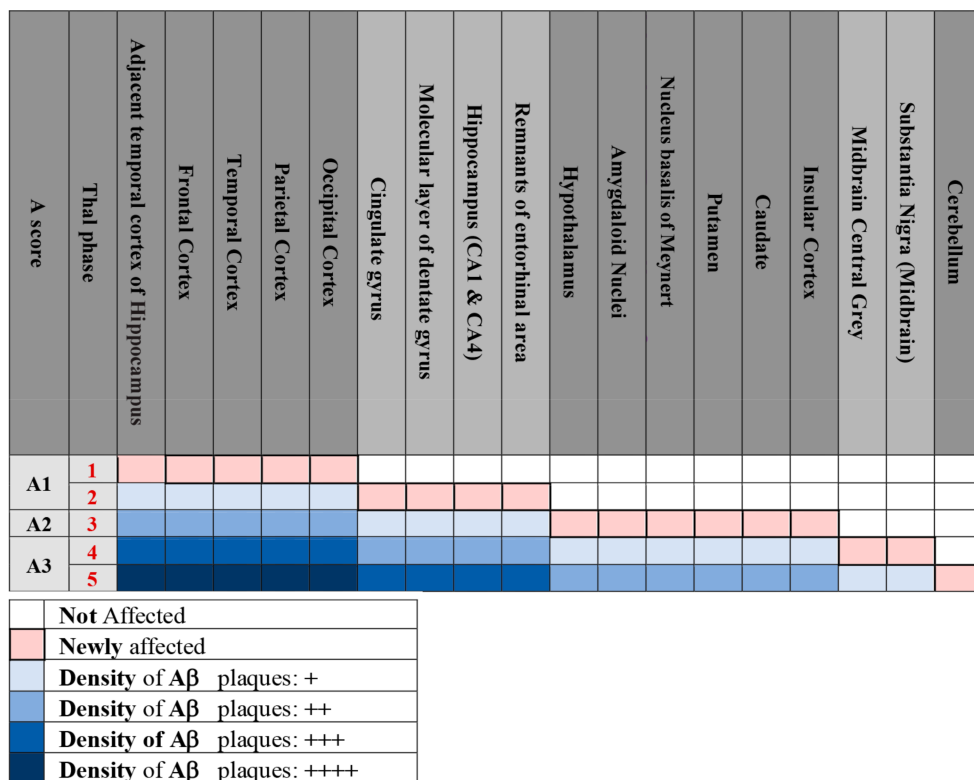 A score
Thal phase
Adjacent temporal cortex of Hippocampus
Frontal Cortex
Temporal Cortex
Parietal Cortex
Occipital Cortex
Cingulate gyrus
Molecular layer of dentate gyrus
Hippocampus (CA1 & CA4)
Remnants of entorhinal area
Hypothalamus
Amygdaloid Nuclei
Nucleus basalis of Meynert
Putamen
Caudate
Insular Cortex
Midbrain Central Grey
Substantia Nigra (Midbrain)
Cerebellum
A1
1
2
A2
3
A3
4
5
Not Affected
Newly affected
Density of Aβ plaques: +
Density of Aβ plaques: ++
Density of Aβ plaques: +++
Density of Aβ plaques: ++++